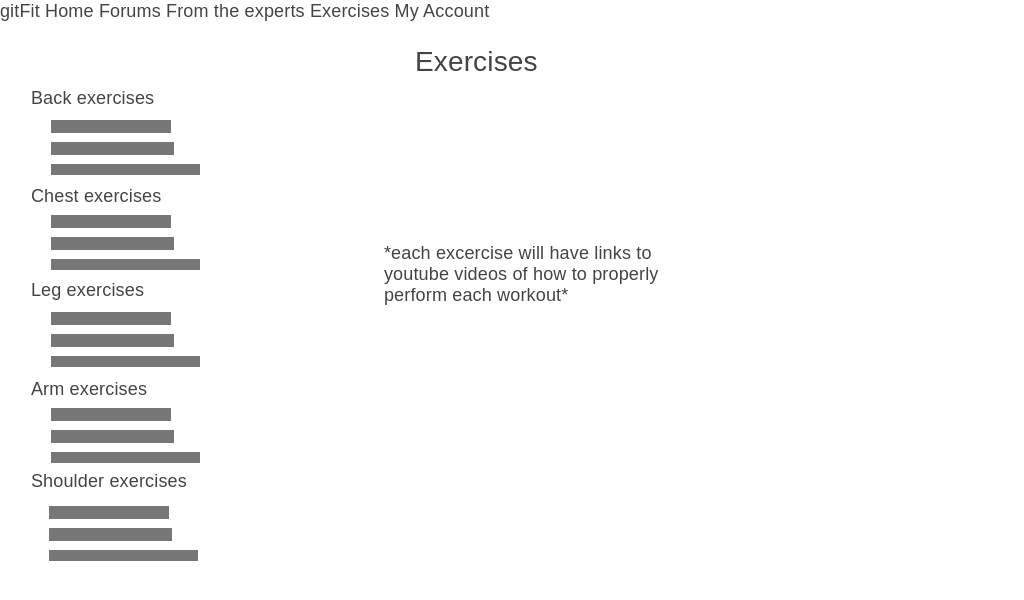 gitFit Home Forums From the experts Exercises My Account
Exercises
Back exercises
Chest exercises
*each excercise will have links to
youtube videos of how to properly
perform each workout*
Leg exercises
Arm exercises
Shoulder exercises